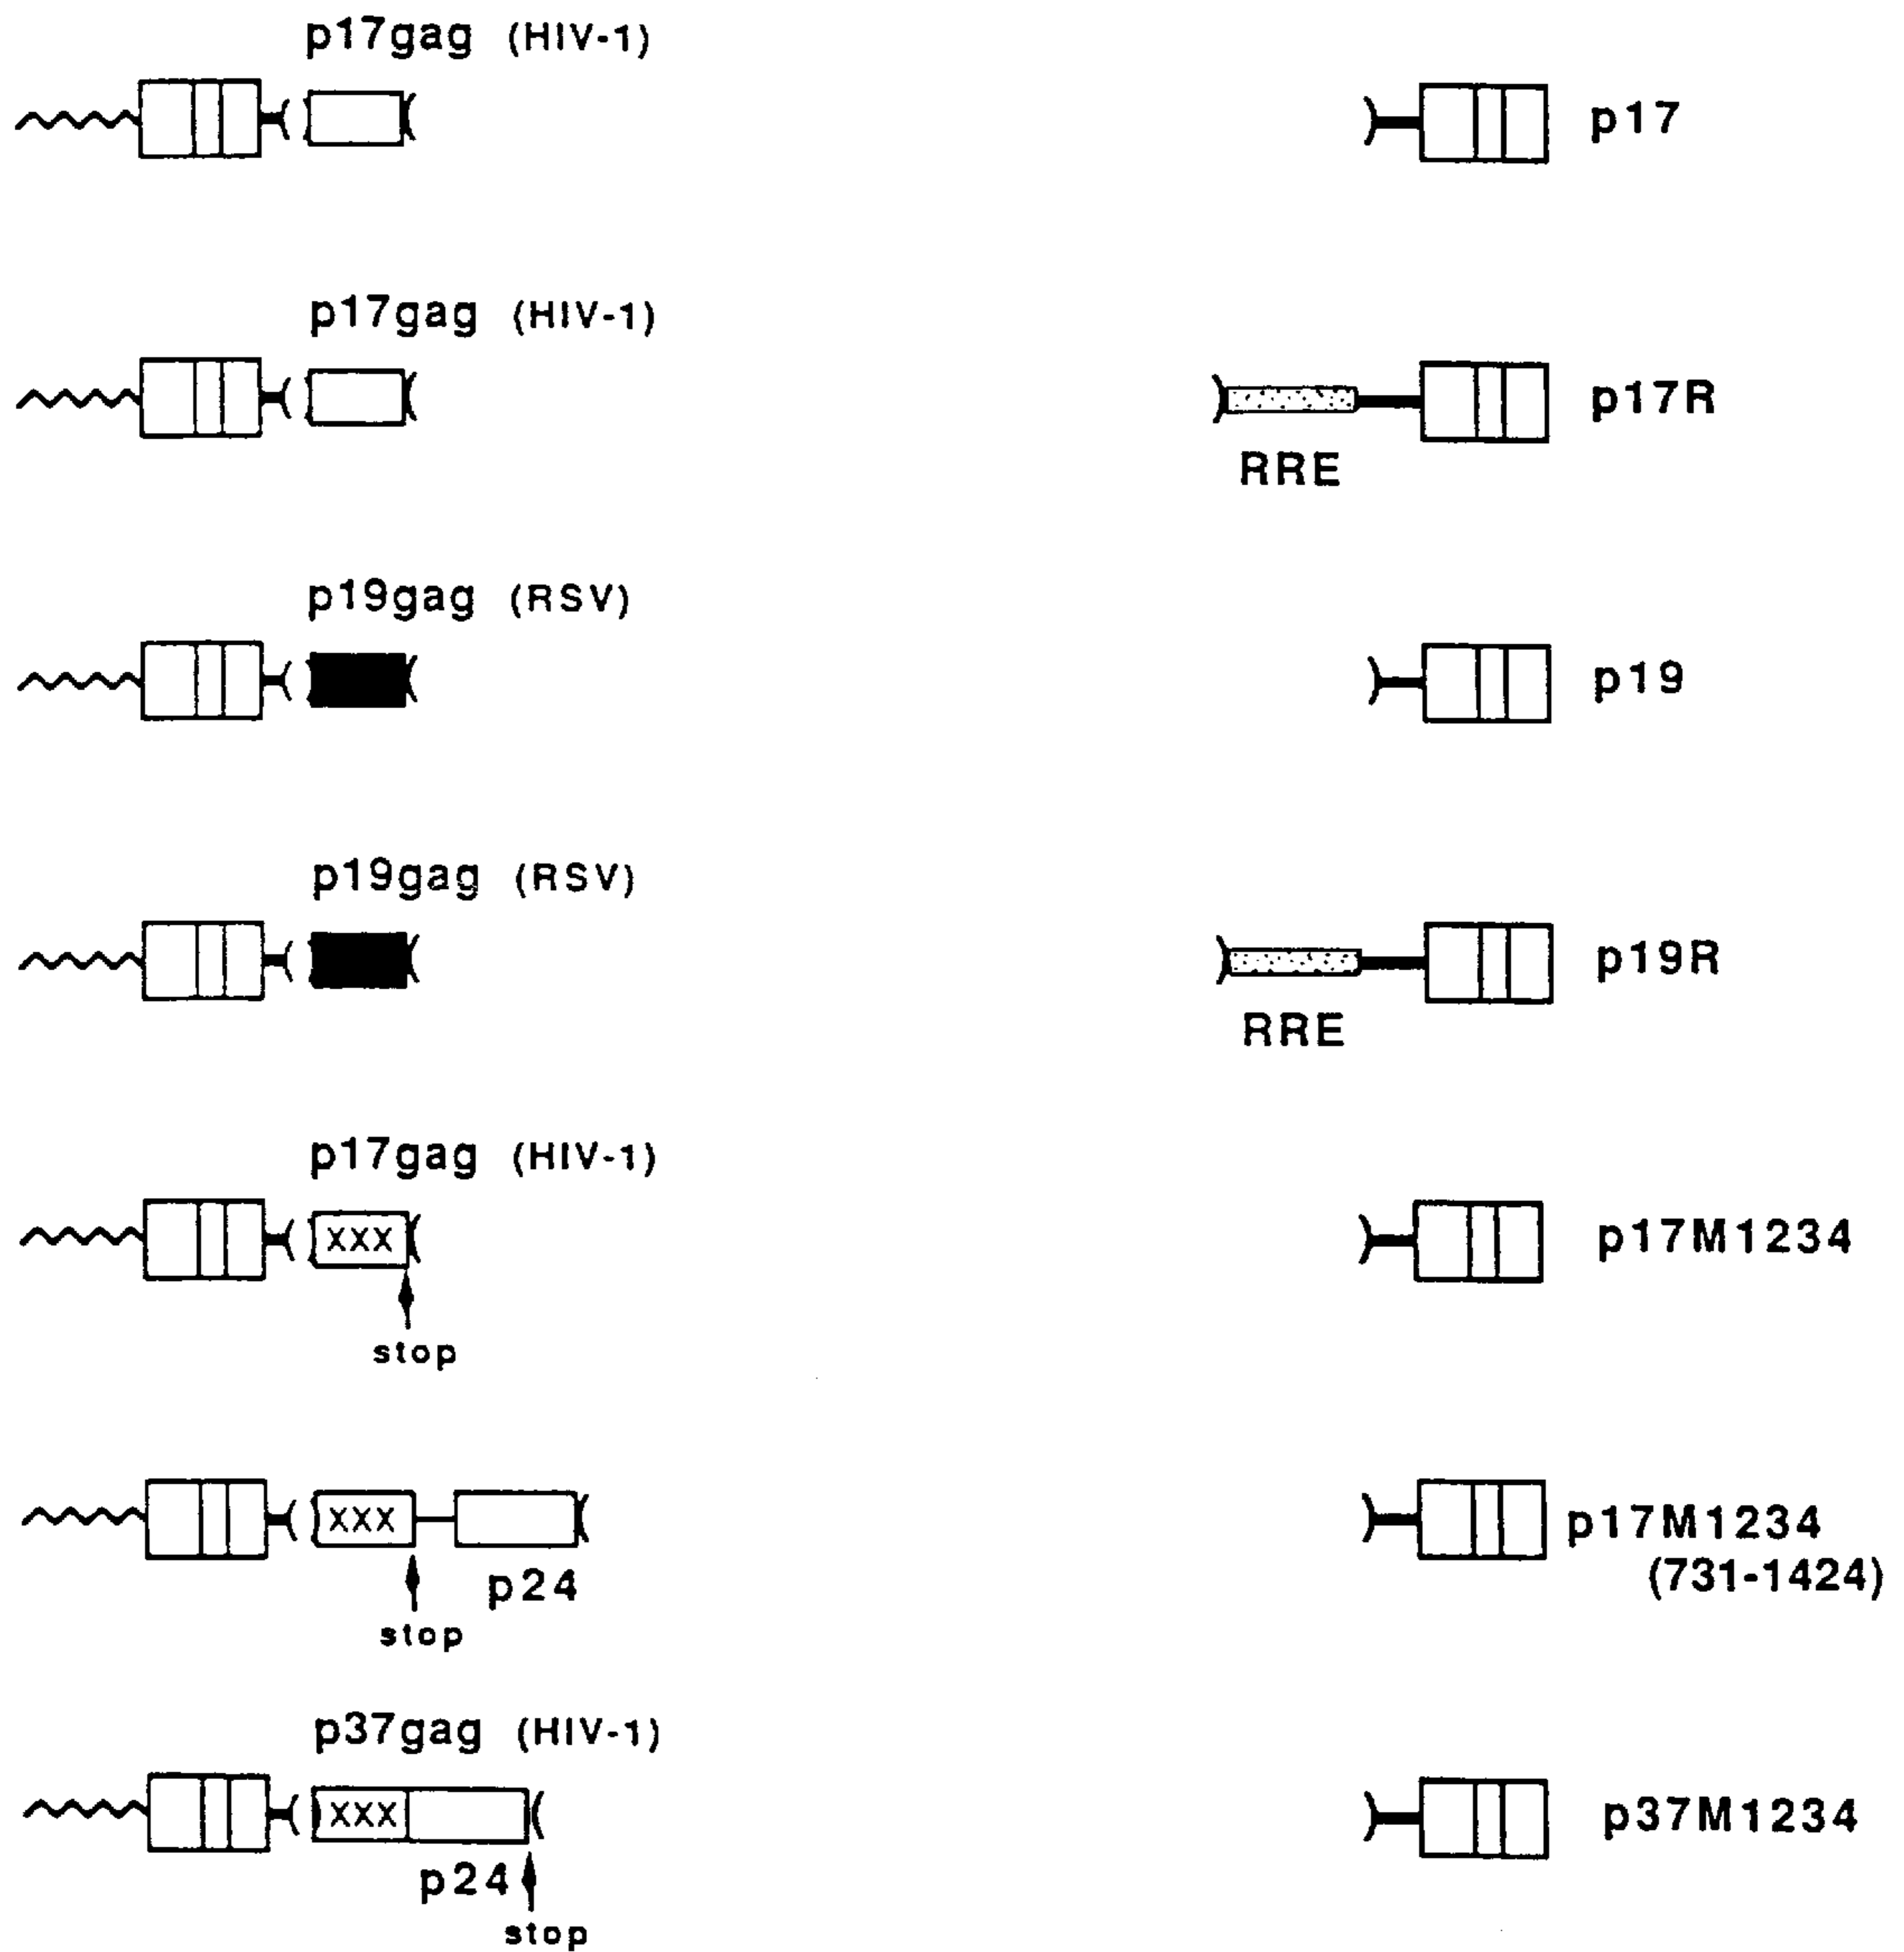 p17gag (HIV-1)
p17
p17gag (HIV-1)
p17R
RRE
p19gag (RSV)
p19
p19gag (RSV)
p19R
RRE
p17gag (HIV-1)
XXX
p17M1234
stop
XXX
p17M1234
(731-1424)
p24
stop
p37gag (HIV-1)
XXX
p37M1234
p24
stop